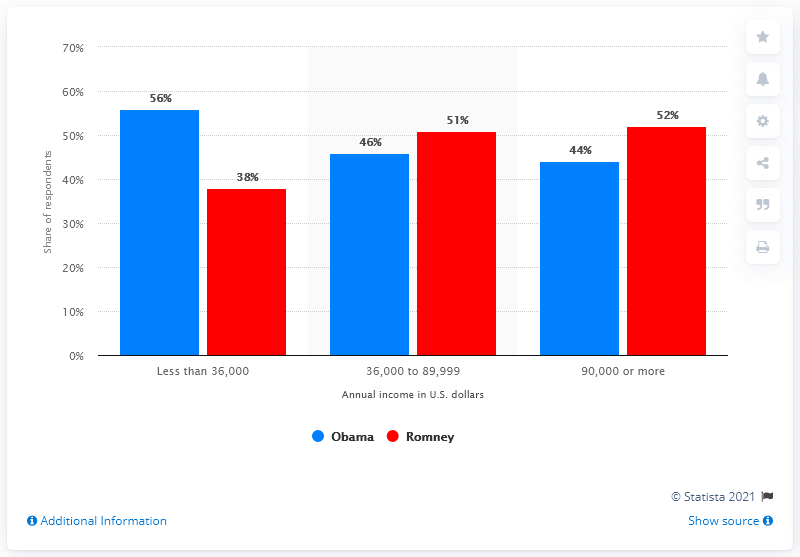 70%
60%
50%
40%
30%
20%
10%
0%
Share of respondents
56%
38%
46%
51%
44%
52%
Less than 36,000
36,000 to 89,999
90,000 or more
Annual income in U.S. dollars
Obama
Romney
© Statista 2021
Additional Information
Show source